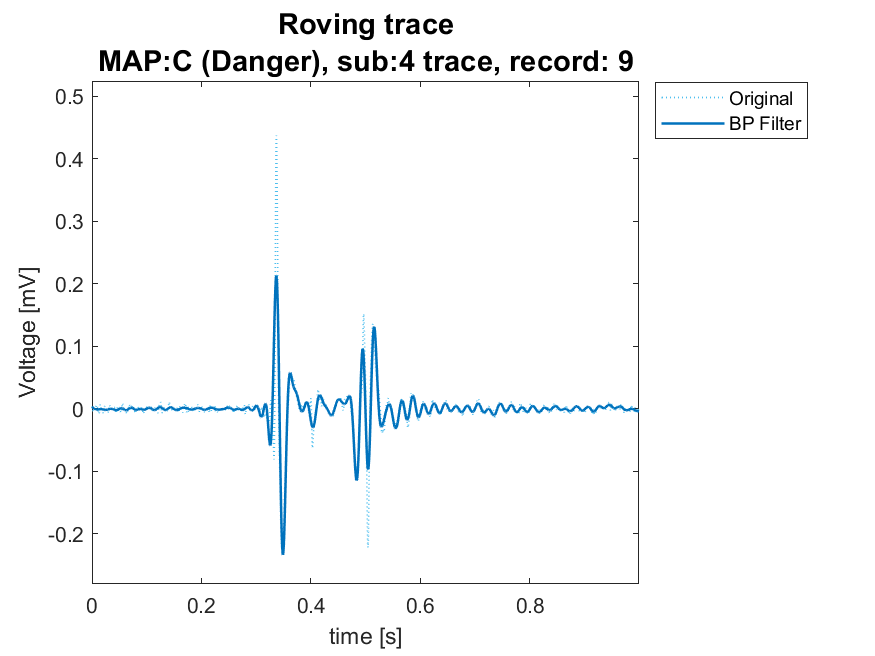 Roving trace
MAP:C (Danger), sub:4 trace, record: 9
Original
BP Filter
0.5
0.4
0.3
0.2
0.1
0
-0.1
-0.2
Voltage [mV]
0
0.2
0.4
0.6
0.8
time [s]